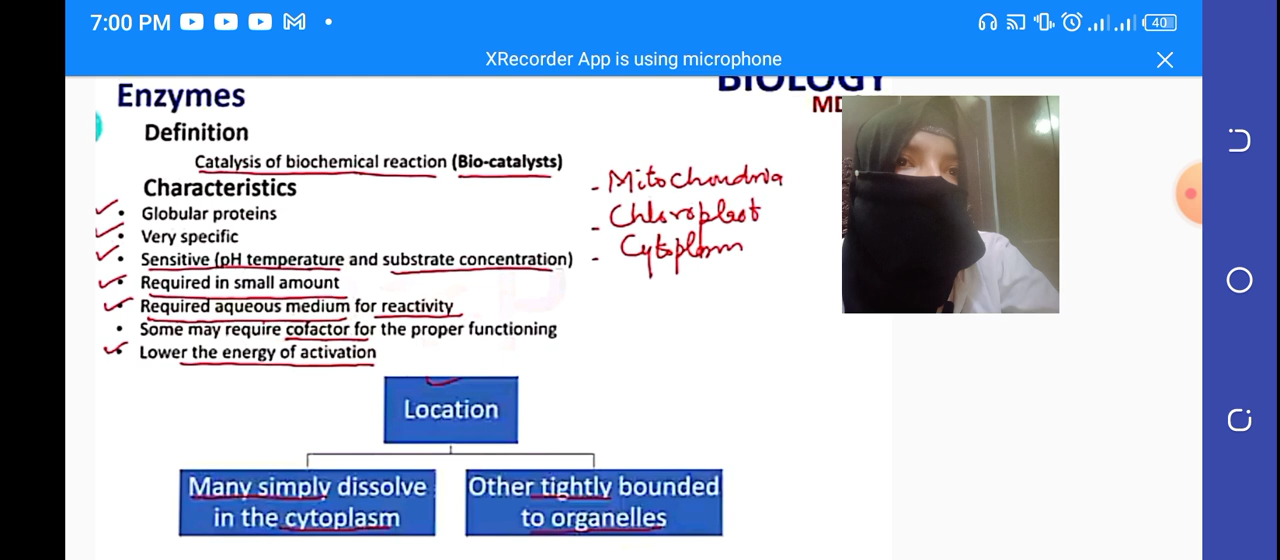 7:00 PM
40
XRecorder App is using microphone
BIOLOGY
Enzymes
Definition
Catalysis of biochemical reaction (Bio-catalysts)
Characteristics
• Globular proteins
• Very specific
• Sensitive (pH temperature and substrate concentration)
• Required in small amount
• Required aqueous medium for reactivity
• Some may require cofactor for the proper functioning
• Lower the energy of activation
- Mitochondria
- Chloroplast
- Cytoplasm
Location
Many simply dissolve
in the cytoplasm
Other tightly bounded
to organelles